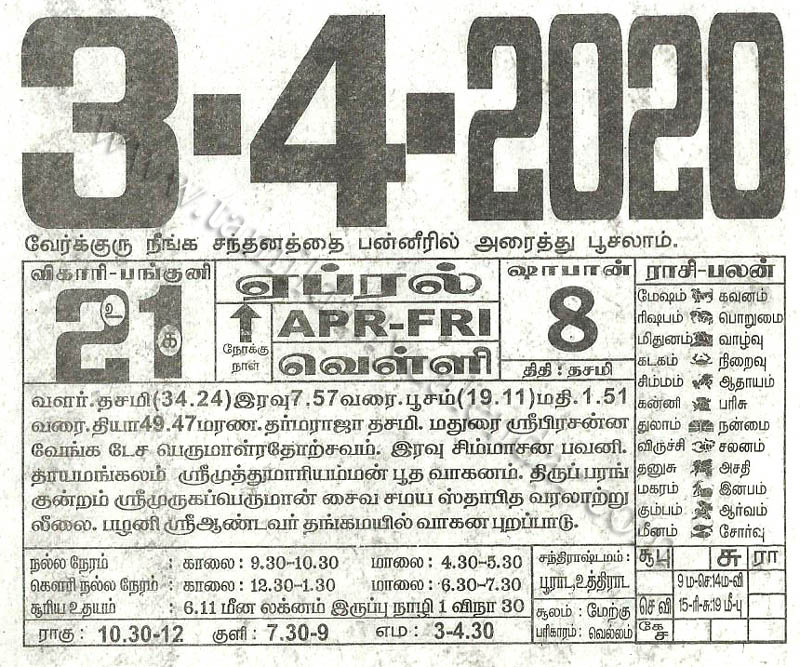 3-4-2020
வேர்க்குரு நீங்க சந்தனத்தை பன்னீரில் அரைத்து பூசலாம்.
விகாரி-பங்குனி
21
உ
க
ஏப்ரல்
நோக்கு நாள்
APR-FRI
வெள்ளி
ஷாபான்
8
திதி : தசமி
வளர்.தசமி(34.24)இரவு7.57வரை.பூசம்(19.11)மதி.1.51
வரை.தியா49.47மரண.தர்மராஜா தசமி. மதுரை ஸ்ரீபிரசன்ன
வேங்க டேச பெருமாள்ரதோற்சவம். இரவு சிம்மாசன பவனி.
தாயமங்கலம் ஸ்ரீமுத்துமாரியம்மன் பூத வாகனம். திருப்பரங்
குன்றம் ஸ்ரீமுருகப்பெருமான் சைவ சமய ஸ்தாபித வரலாற்று
லீலை. பழனி ஸ்ரீஆண்டவர் தங்கமயில் வாகன புறப்பாடு.
ராசி-பலன்
மேஷம் கவனம்
ரிஷபம் பொறுமை
மிதுனம் வாழ்வு
கடகம் நிறைவு
சிம்மம் ஆதாயம்
கன்னி பரிசு
துலாம் நன்மை
விருச்சி சலனம்
தனுசு அசதி
மகரம் இனபம்
கும்பம் ஆர்வம்
மீனம் சோர்வு
நல்ல நேரம் : காலை: 9.30-10.30 மாலை: 4.30-5.30
கௌரி நல்ல நேரம் : காலை: 12.30-1.30 மாலை: 6.30-7.30
சூரிய உதயம் : 6.11 மீன லக்னம் இருப்பு நாழி 1 விநா 30
ராகு : 10.30-12 குளி : 7.30-9 எம : 3-4.30
சந்திராஷ்டமம் :
பூராட,உத்திராட
சூலம் : மேற்கு
பரிகாரம் : வெல்லம்
சூபு சு ரா
9 ம-செ:14ம-வி
செ வி 15-ரி-சு:19 மீ-பு
கே